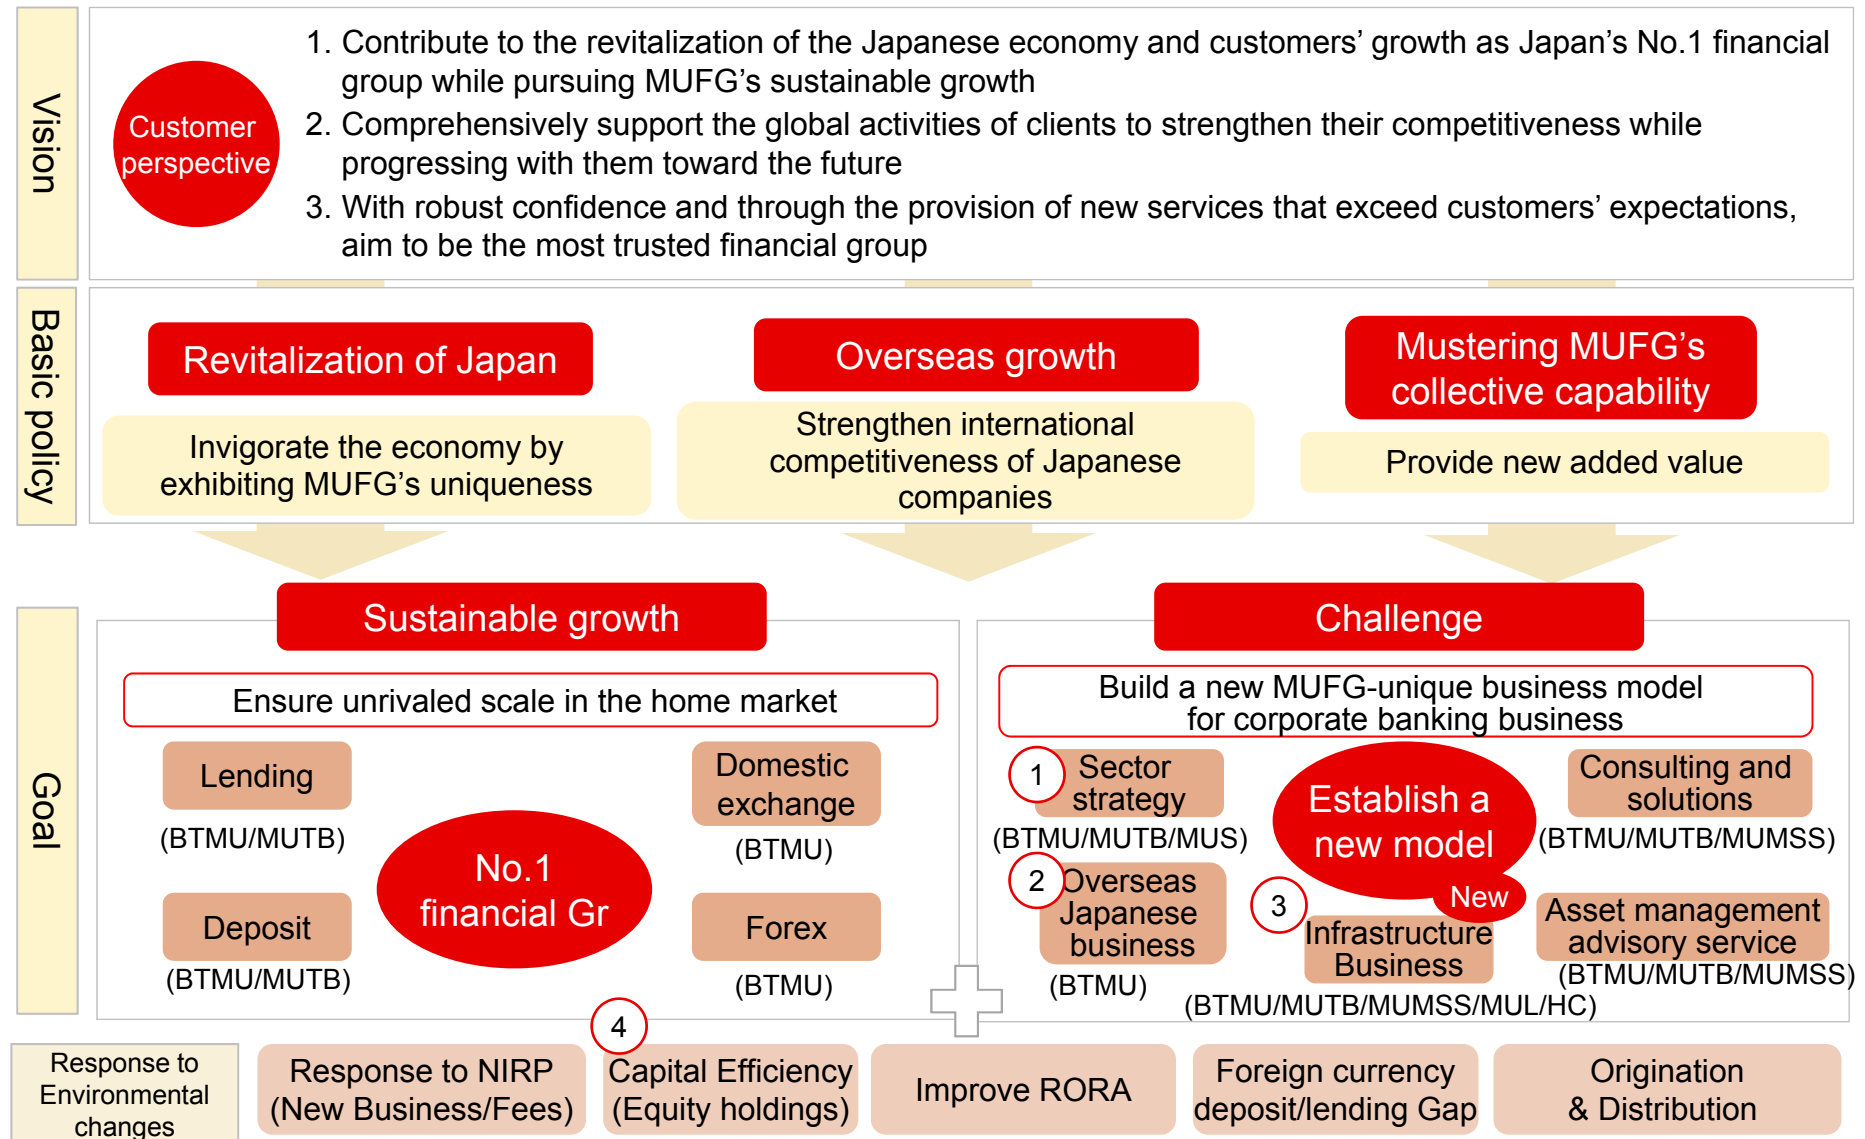 Vision
Customer
perspective
1. Contribute to the revitalization of the Japanese economy and customers’ growth as Japan’s No.1 financial
group while pursuing MUFG’s sustainable growth
2. Comprehensively support the global activities of clients to strengthen their competitiveness while
progressing with them toward the future
3. With robust confidence and through the provision of new services that exceed customers’ expectations,
aim to be the most trusted financial group
Basic policy
Revitalization of Japan
Invigorate the economy by
exhibiting MUFG’s uniqueness
Overseas growth
Strengthen international
competitiveness of Japanese
companies
Mustering MUFG’s
collective capability
Provide new added value
Goal
Sustainable growth
Ensure unrivaled scale in the home market
Lending
(BTMU/MUTB)
Domestic
exchange
(BTMU)
No.1
financial Gr
Deposit
(BTMU/MUTB)
Forex
(BTMU)
Challenge
Build a new MUFG-unique business model
for corporate banking business
1
Sector
strategy
(BTMU/MUTB/MUS)
Establish a
new model
Consulting and
solutions
(BTMU/MUTB/MUMSS)
2
Overseas
Japanese
business
(BTMU)
3
New
Infrastructure
Business
(BTMU/MUTB/MUMSS/MUL/HC)
Asset management
advisory service
(BTMU/MUTB/MUMSS)
Response to
Environmental
changes
Response to NIRP
(New Business/Fees)
4
Capital Efficiency
(Equity holdings)
Improve RORA
Foreign currency
deposit/lending Gap
Origination
& Distribution